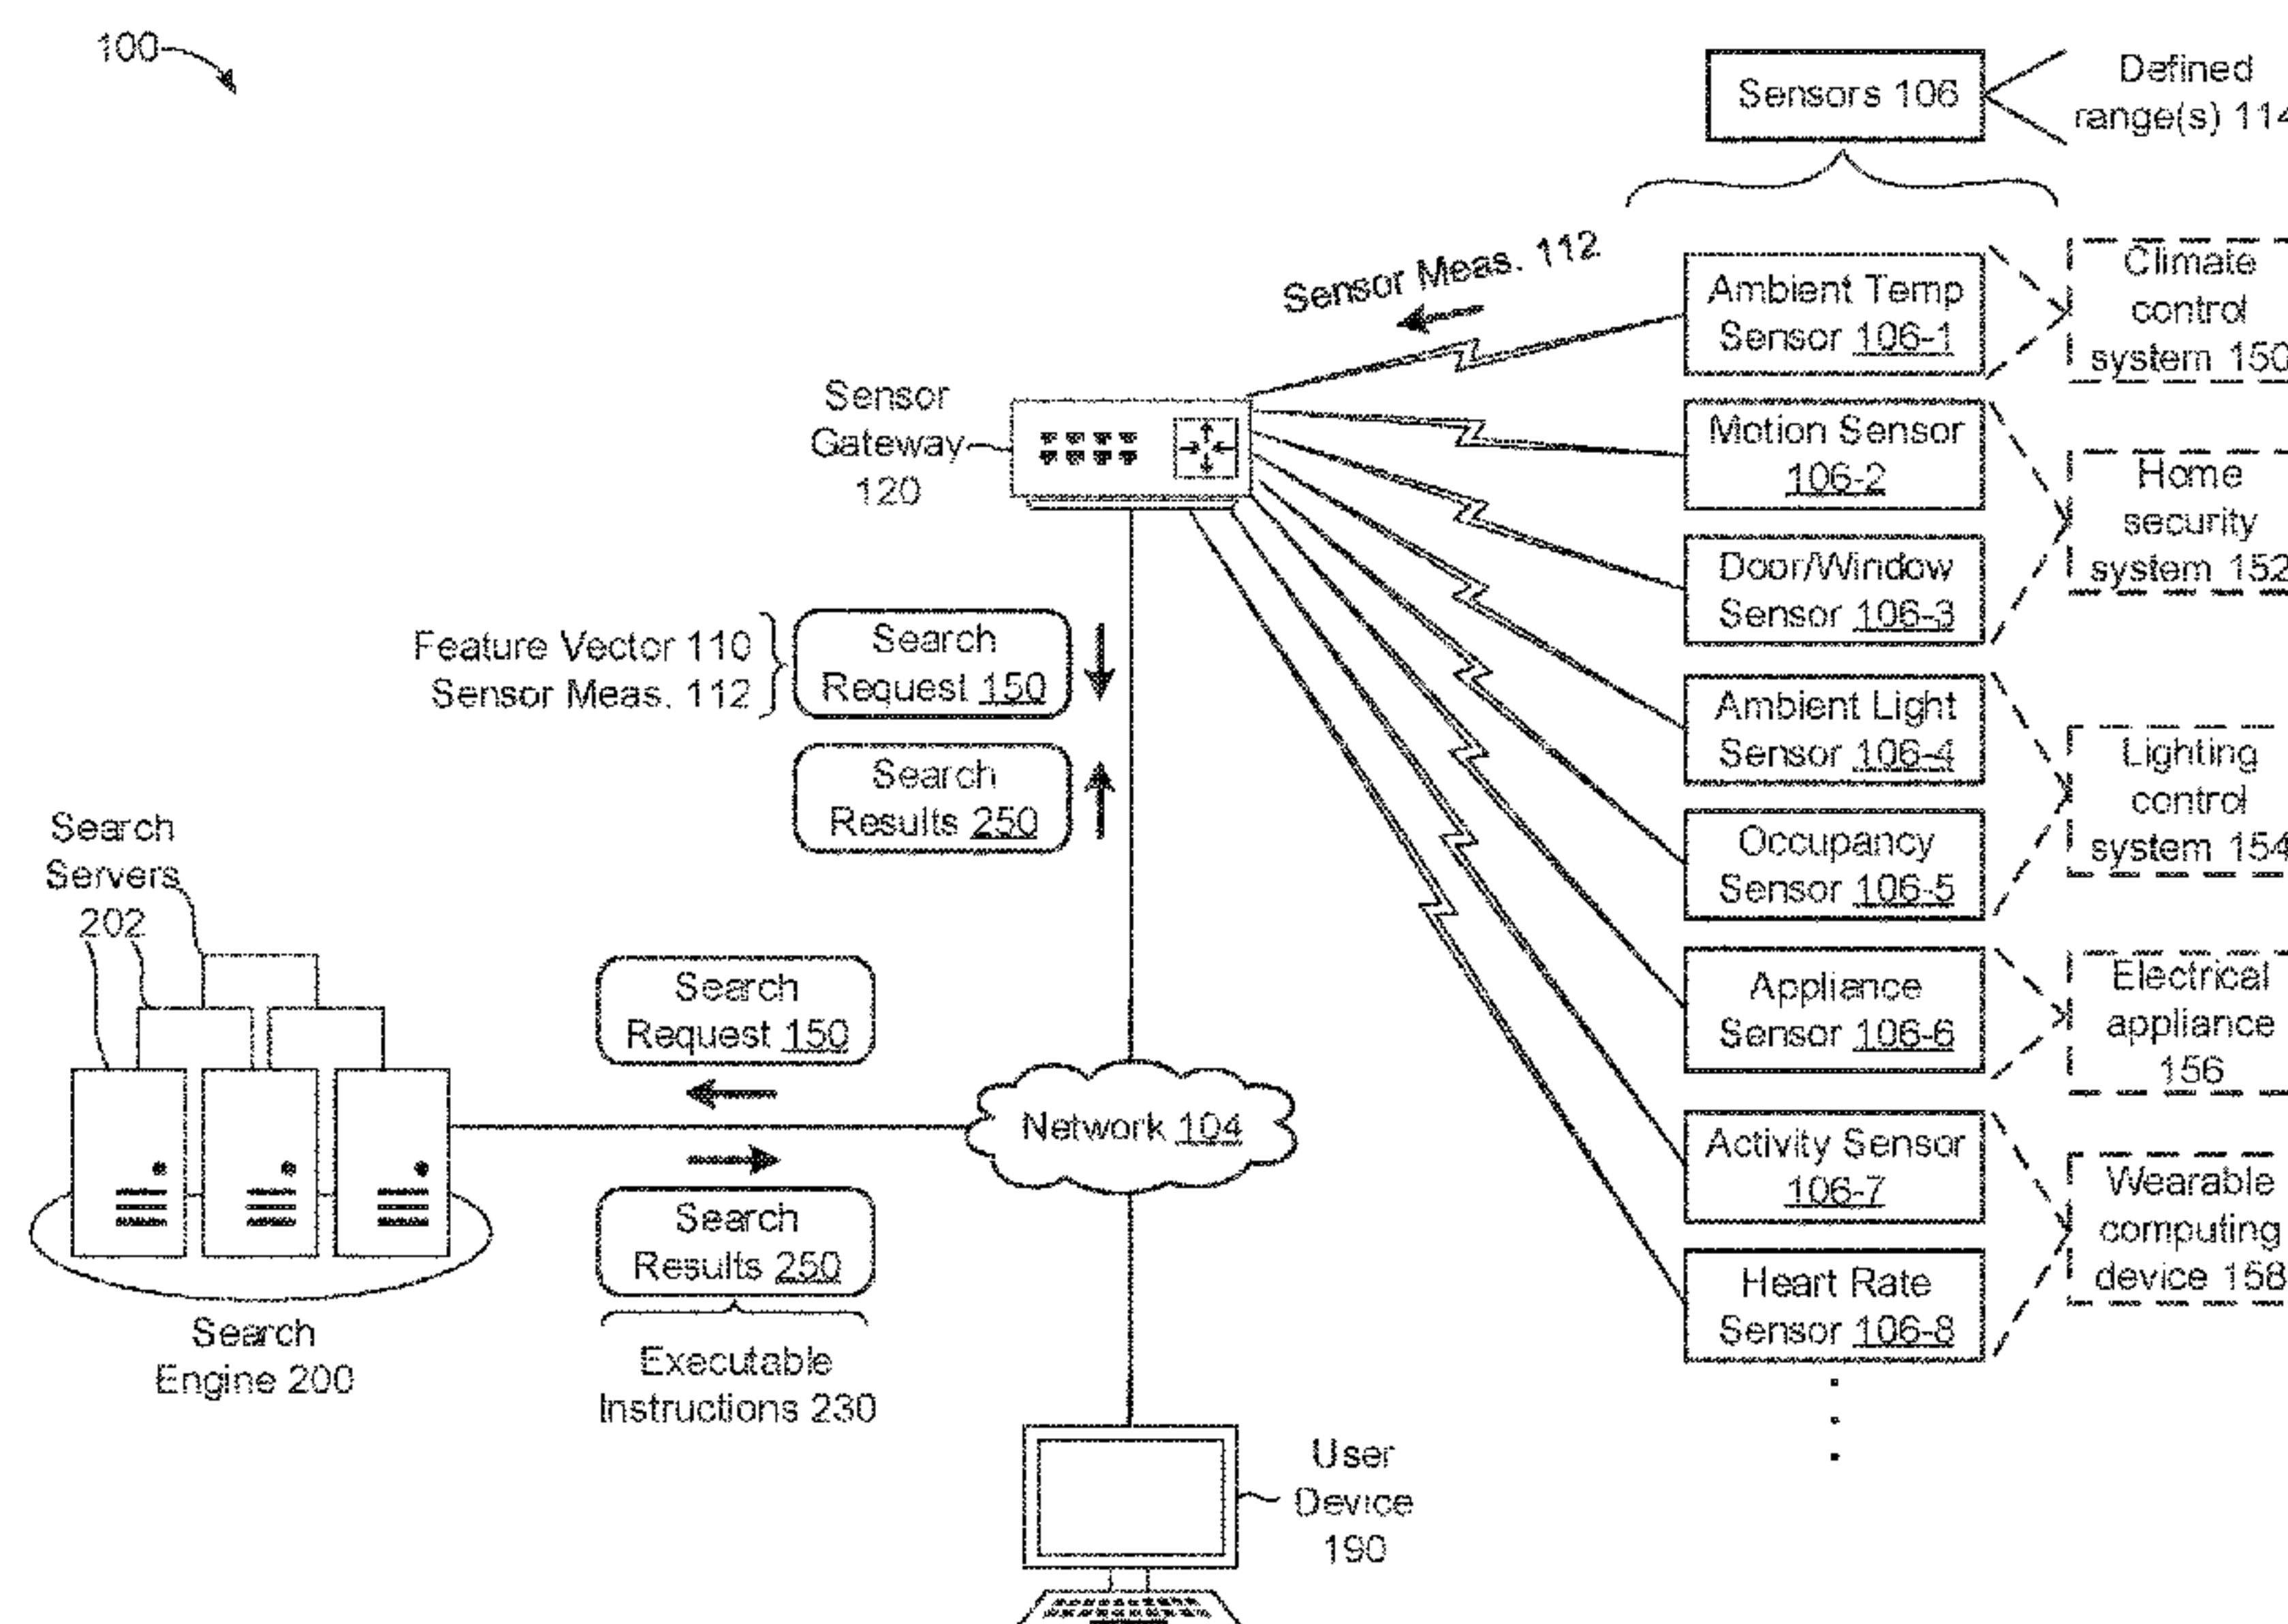 100
Sensors 106
Defined
range(s) 114
Sensor Meas. 112
Ambient Temp
Sensor 106-1
Climate
control
system 150
Sensor
Gateway
120
Motion Sensor
106-2
Home
security
system 152
Door/Window
Sensor 106-3
Feature Vector 110
Sensor Meas. 112
Search
Request 150
Search
Results 250
Ambient Light
Sensor 106-4
Lighting
control
system 154
Occupancy
Sensor 106-5
Search
Servers
202
Search
Request 150
Appliance
Sensor 106-6
Electrical
appliance
156
Network 104
Activity Sensor
106-7
Wearable
computing
device 158
Search
Results 250
Heart Rate
Sensor 106-8
Search
Engine 200
Executable
Instructions 230
User
Device
190